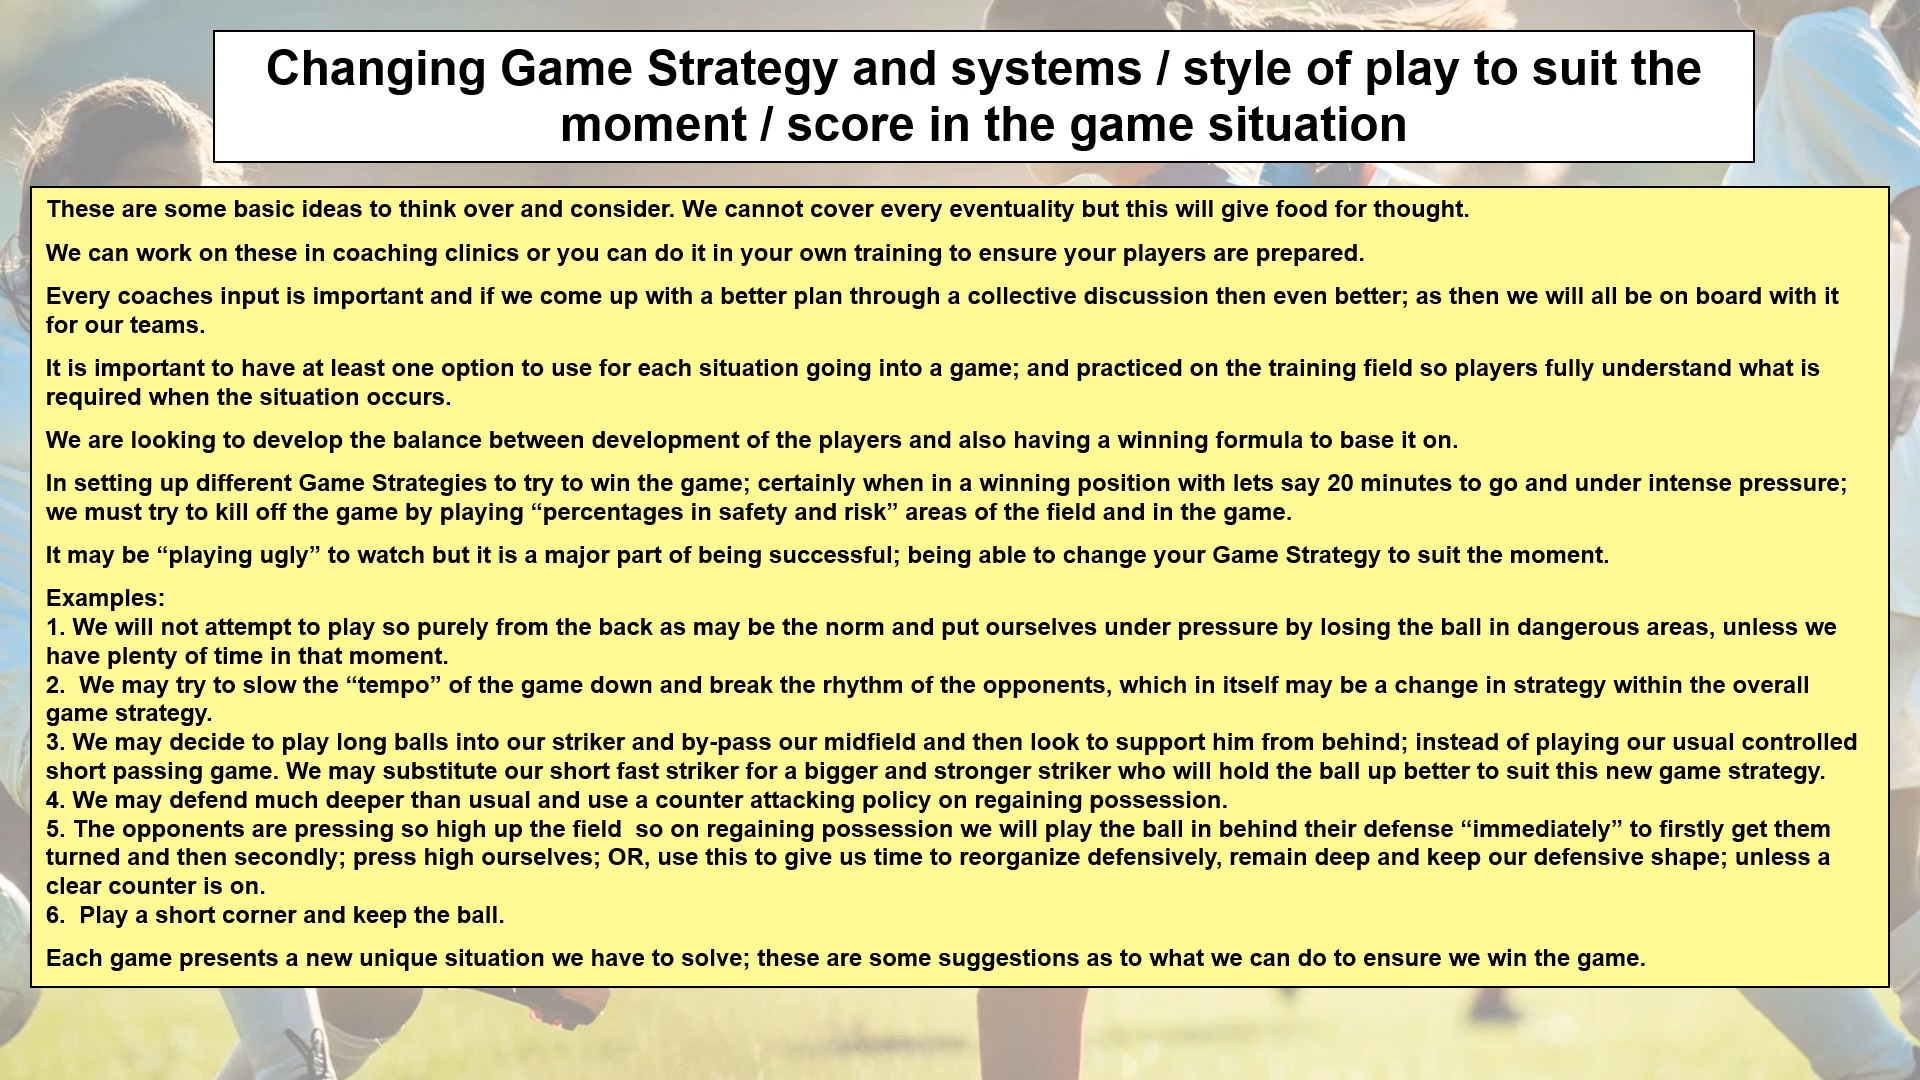 Changing Game Strategy and systems / style of play to suit the
moment / score in the game situation
These are some basic ideas to think over and consider. We cannot cover every eventuality but this will give food for thought.
We can work on these in coaching clinics or you can do it in your own training to ensure your players are prepared.
Every coaches input is important and if we come up with a better plan through a collective discussion then even better; as then we will all be on board with it
for our teams.
It is important to have at least one option to use for each situation going into a game; and practiced on the training field so players fully understand what is
required when the situation occurs.
We are looking to develop the balance between development of the players and also having a winning formula to base it on.
In setting up different Game Strategies to try to win the game; certainly when in a winning position with lets say 20 minutes to go and under intense pressure;
we must try to kill off the game by playing “percentages in safety and risk” areas of the field and in the game.
It may be “playing ugly” to watch but it is a major part of being successful; being able to change your Game Strategy to suit the moment.
Examples:
1. We will not attempt to play so purely from the back as may be the norm and put ourselves under pressure by losing the ball in dangerous areas, unless we
have plenty of time in that moment.
2.  We may try to slow the “tempo” of the game down and break the rhythm of the opponents, which in itself may be a change in strategy within the overall
game strategy.
3. We may decide to play long balls into our striker and by-pass our midfield and then look to support him from behind; instead of playing our usual controlled
short passing game. We may substitute our short fast striker for a bigger and stronger striker who will hold the ball up better to suit this new game strategy.
4. We may defend much deeper than usual and use a counter attacking policy on regaining possession.
5. The opponents are pressing so high up the field  so on regaining possession we will play the ball in behind their defense “immediately” to firstly get them
turned and then secondly; press high ourselves; OR, use this to give us time to reorganize defensively, remain deep and keep our defensive shape; unless a
clear counter is on.
6.  Play a short corner and keep the ball.
Each game presents a new unique situation we have to solve; these are some suggestions as to what we can do to ensure we win the game.